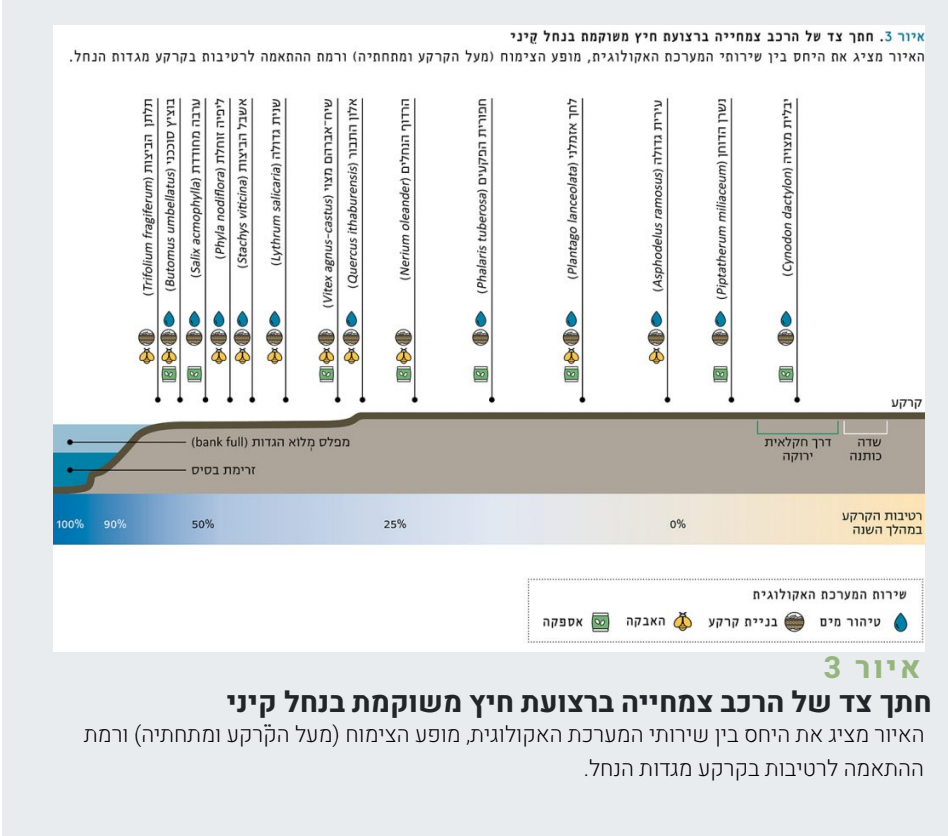 איור 3. חתך צד של הרכב צמחייה ברצועת חיץ משוקמת בנחל קיני
האיור מציג את היחס בין שירותי המערכת האקולוגית, מופע הצימוח (מעל הקרקע ומתחתיה) ורמת ההתאמה לרטיבות בקרקע מגדות הנחל.
יבלית מצויה (Cynodon dactylon)
נשרן הדוחן (Piptatherum miliaceum)
עירית גדולה (Asphodelus ramosus)
לחך אזמלני (Plantago lanceolata)
חפורית הפקעים (Phalaris tuberosa)
הרדוף הנחלים (Nerium oleander)
אלון התבור (Quercus ithaburensis)
שיח־אברהם מצוי (Vitex agnus-castus)
שנית גדולה (Lythrum salicaria)
אשבל הביצות (Stachys viticina)
ליפיה זוחלת (Phyla nodiflora)
ערבה מחודדת (Salix acmophylla)
בוציץ סוככני (Butomus umbellatus)
תלתן הביצות (Trifolium fragiferum)
קרקע
שדה כותנה
דרך חקלאית ירוקה
מפלס מְלוא הגדות (bank full)
זרימת בסיס
רטיבות הקרקע במהלך השנה
0%
25%
50%
90%
100%
שירות המערכת האקולוגית
טיהור מים
בניית קרקע
האבקה
אספקה
איור 3
חתך צד של הרכב צמחייה ברצועת חיץ משוקמת בנחל קיני
האיור מציג את היחס בין שירותי המערכת האקולוגית, מופע הצימוח (מעל הקרקע ומתחתיה) ורמת
ההתאמה לרטיבות בקרקע מגדות הנחל.